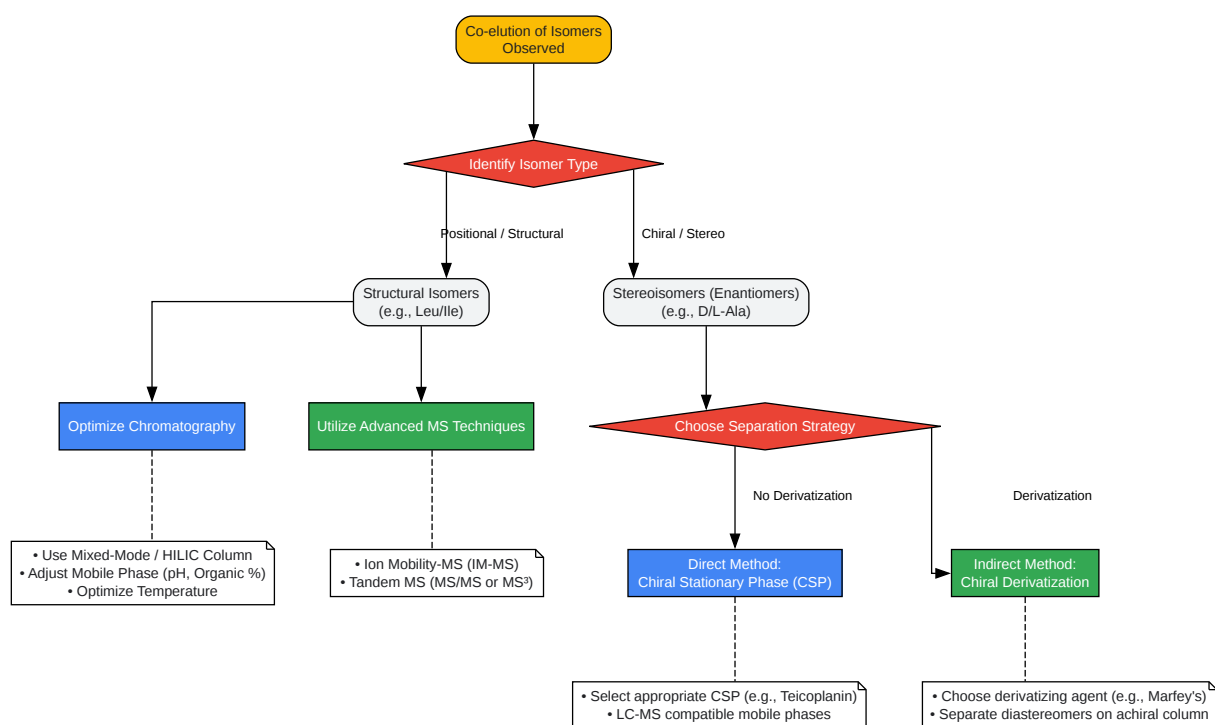 Co-elution of Isomers
Observed
Identify Isomer Type
Positional / Structural
Chiral / Stereo
Structural Isomers
(e.g., Leu/Ile)
Stereoisomers (Enantiomers)
(e.g., D/L-Ala)
Optimize Chromatography
Utilize Advanced MS Techniques
Choose Separation Strategy
No Derivatization
Derivatization
• Use Mixed-Mode / HILIC Column
• Adjust Mobile Phase (pH, Organic %)
• Optimize Temperature
• Ion Mobility-MS (IM-MS)
• Tandem MS (MS/MS or MS³)
Direct Method:
Chiral Stationary Phase (CSP)
Indirect Method:
Chiral Derivatization
• Select appropriate CSP (e.g., Teicoplanin)
• LC-MS compatible mobile phases
• Choose derivatizing agent (e.g., Marfey's)
• Separate diastereomers on achiral column